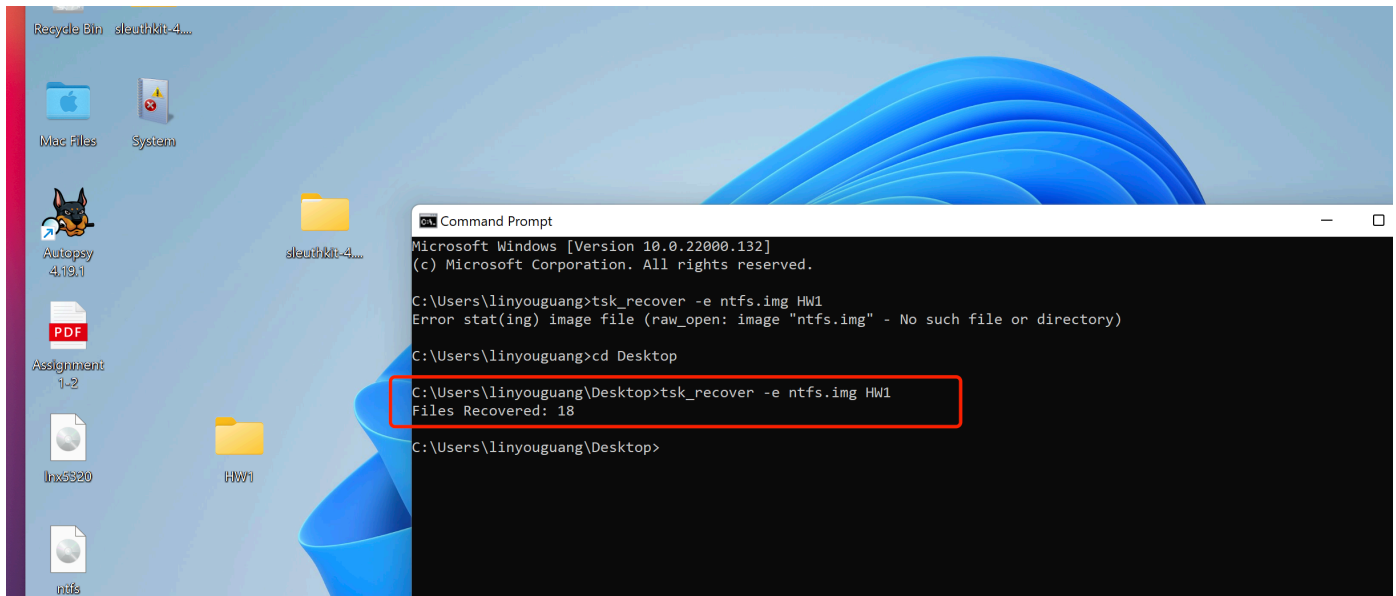 Recycle Bin
sleuthkit-4....
Mac Files
System
Autopsy
4.19.1
sleuthkit-4....
PDF
Assignment
1-2
lnx5320
HW1
ntfs
C:\.
Command Prompt
Microsoft Windows [Version 10.0.22000.132]
(c) Microsoft Corporation. All rights reserved.
C:\Users\linyouguang>tsk_recover -e ntfs.img HW1
Error stat(ing) image file (raw_open: image "ntfs.img" - No such file or directory)
C:\Users\linyouguang>cd Desktop
C:\Users\linyouguang\Desktop>tsk_recover -e ntfs.img HW1
Files Recovered: 18
C:\Users\linyouguang\Desktop>